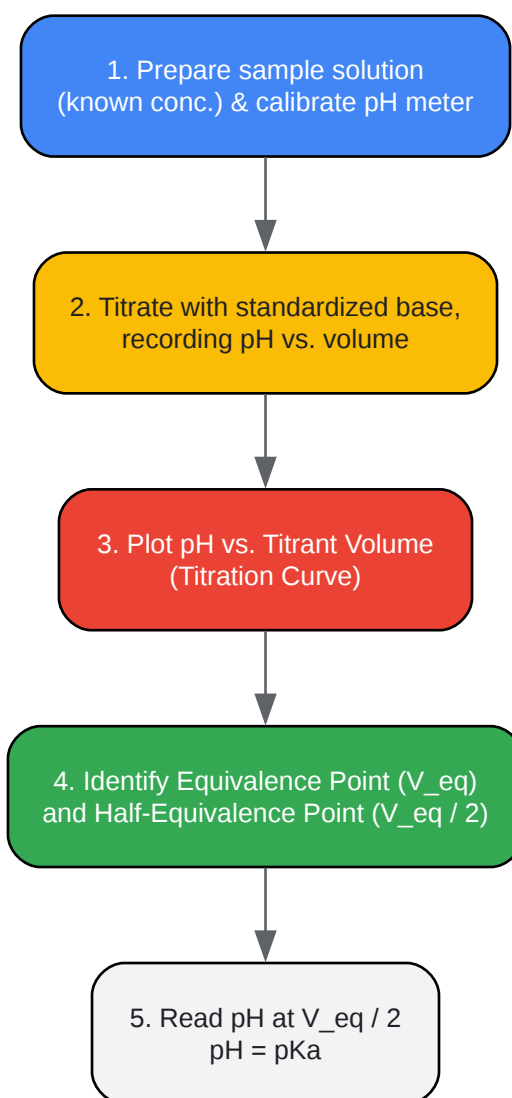 1. Prepare sample solution
(known conc.) & calibrate pH meter
2. Titrate with standardized base,
recording pH vs. volume
3. Plot pH vs. Titrant Volume
(Titration Curve)
4. Identify Equivalence Point (V_eq)
and Half-Equivalence Point (V_eq / 2)
5. Read pH at V_eq / 2
pH = pKa